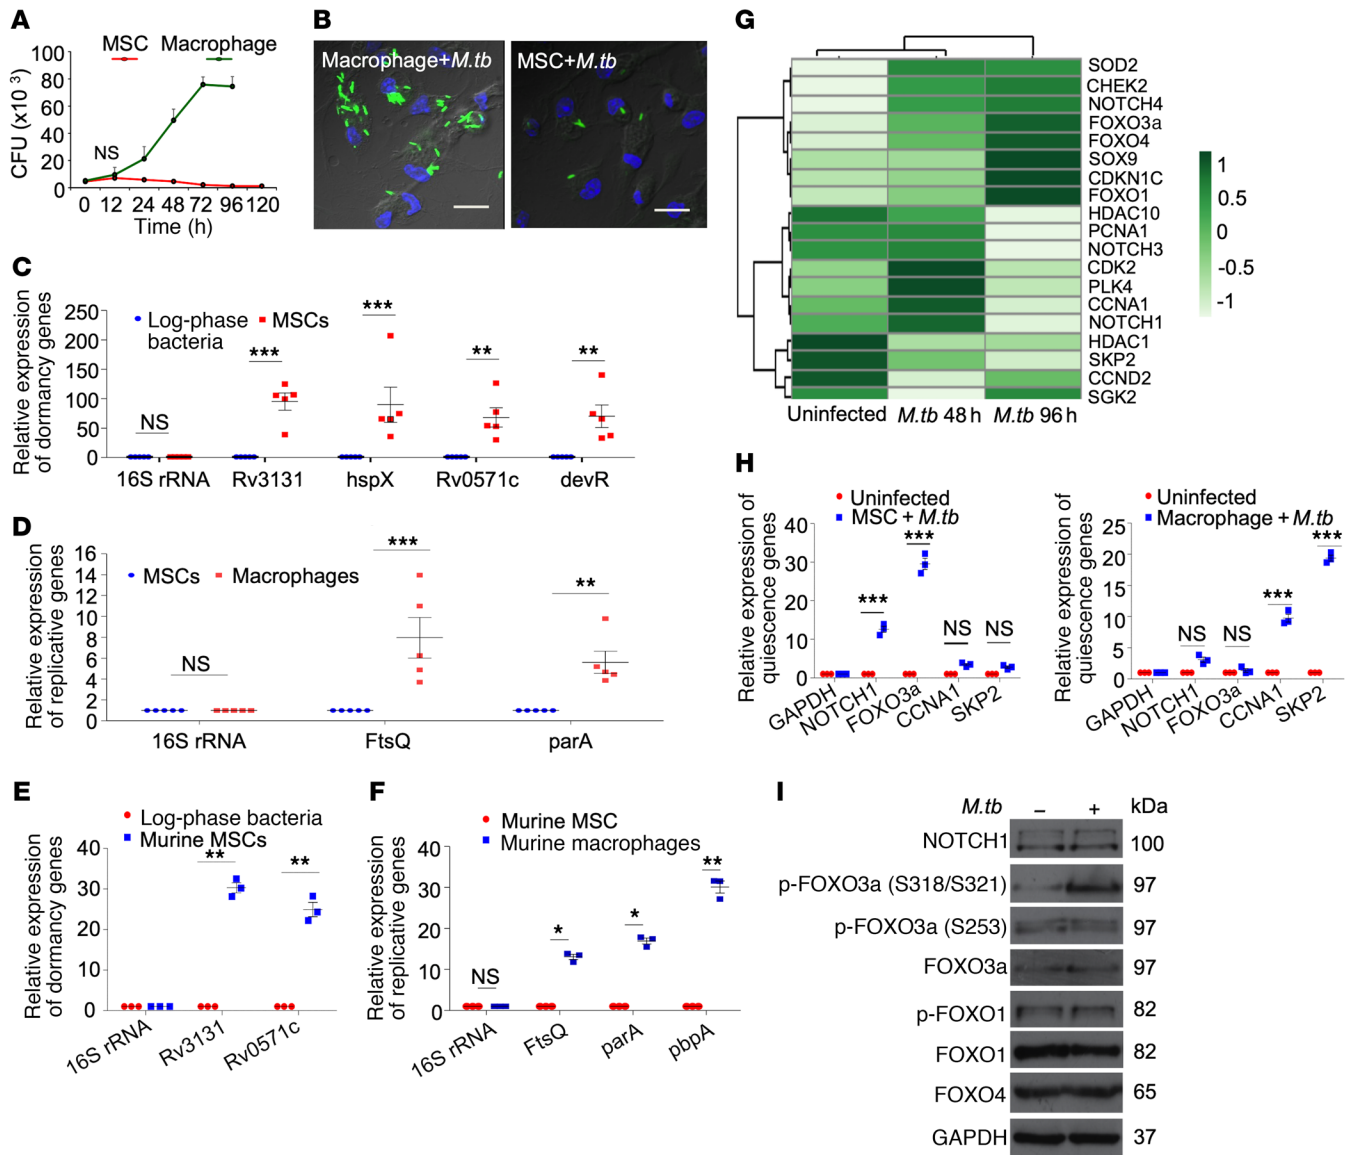 A
MSC
Macrophage
CFU (x10 3)
100
80
60
40
20
0
NS
0 12 24 48 72 96 120
Time (h)
B
Macrophage+M.tb
MSC+M.tb
C
Relative expression
of dormancy genes
Log-phase
bacteria
MSCs
250
200
150
100
50
0
NS
***
***
**
**
16S rRNA Rv3131 hspX Rv0571c devR
D
Relative expression
of replicative genes
MSCs Macrophages
16
14
12
10
8
6
4
2
0
NS
***
**
16S rRNA FtsQ parA
E
Log-phase bacteria
Murine MSCs
Relative expression
of dormancy genes
40
30
20
10
0
**
**
16S rRNA Rv3131 Rv0571c
F
Murine MSC
Murine macrophages
Relative expression
of replicative genes
40
30
20
10
0
NS
*
*
**
16S rRNA FtsQ parA pbpA
G
SOD2
CHEK2
NOTCH4
FOXO3a
FOXO4
SOX9
CDKN1C
FOXO1
HDAC10
PCNA1
NOTCH3
CDK2
PLK4
CCNA1
NOTCH1
HDAC1
SKP2
CCND2
SGK2
Uninfected M.tb 48 h M.tb 96 h
1
0.5
0
-0.5
-1
H
Uninfected
MSC + M.tb
Relative expression of
quiescence genes
40
30
20
10
0
***
***
NS
NS
GAPDH NOTCH1 FOXO3a CCNA1 SKP2
Uninfected
Macrophage + M.tb
Relative expression of
quiescence genes
25
20
15
10
5
0
NS
NS
***
***
GAPDH NOTCH1 FOXO3a CCNA1 SKP2
I
M.tb – + kDa
NOTCH1 100
p-FOXO3a (S318/S321) 97
p-FOXO3a (S253) 97
FOXO3a 97
p-FOXO1 82
FOXO1 82
FOXO4 65
GAPDH 37